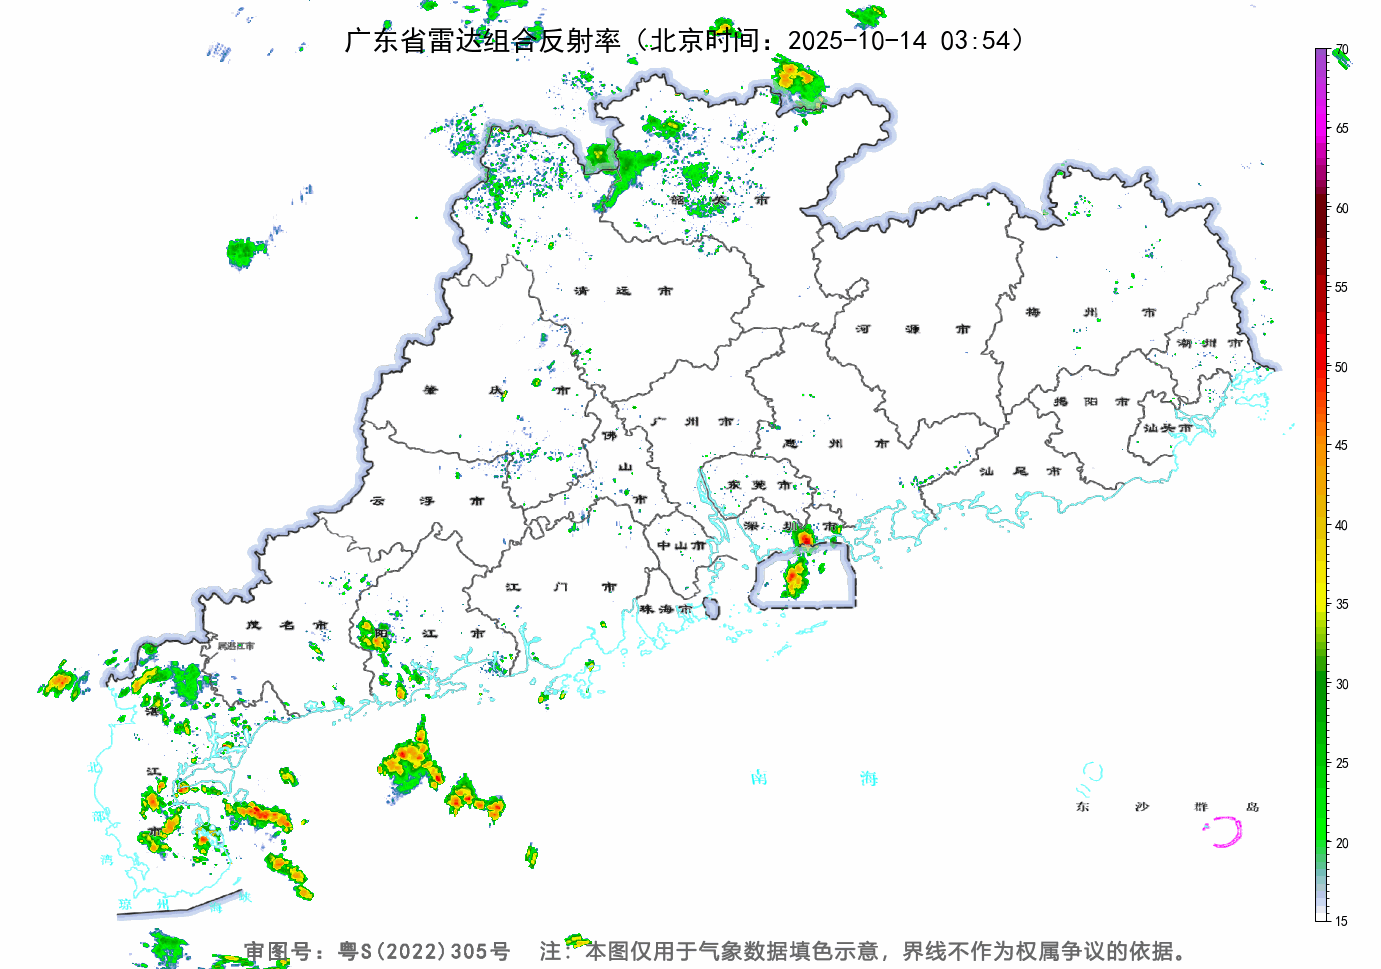 广东省雷达组合反射率（北京时间：2025-10-14 03:54）
70
65
60
55
50
45
40
35
30
25
20
15
韶关市
清远市
河源市
梅州市
潮州市
肇庆市
广州市
惠州市
揭阳市
汕头市
佛山市
云浮市
东莞市
汕尾市
深圳市
中山市
江门市
珠海市
茂名市
阳江市
属湛江市
湛江市
北部湾
南海
东沙群岛
琼州海峡
审图号：粤S(2022)305号 注：本图仅用于气象数据填色示意，界线不作为权属争议的依据。